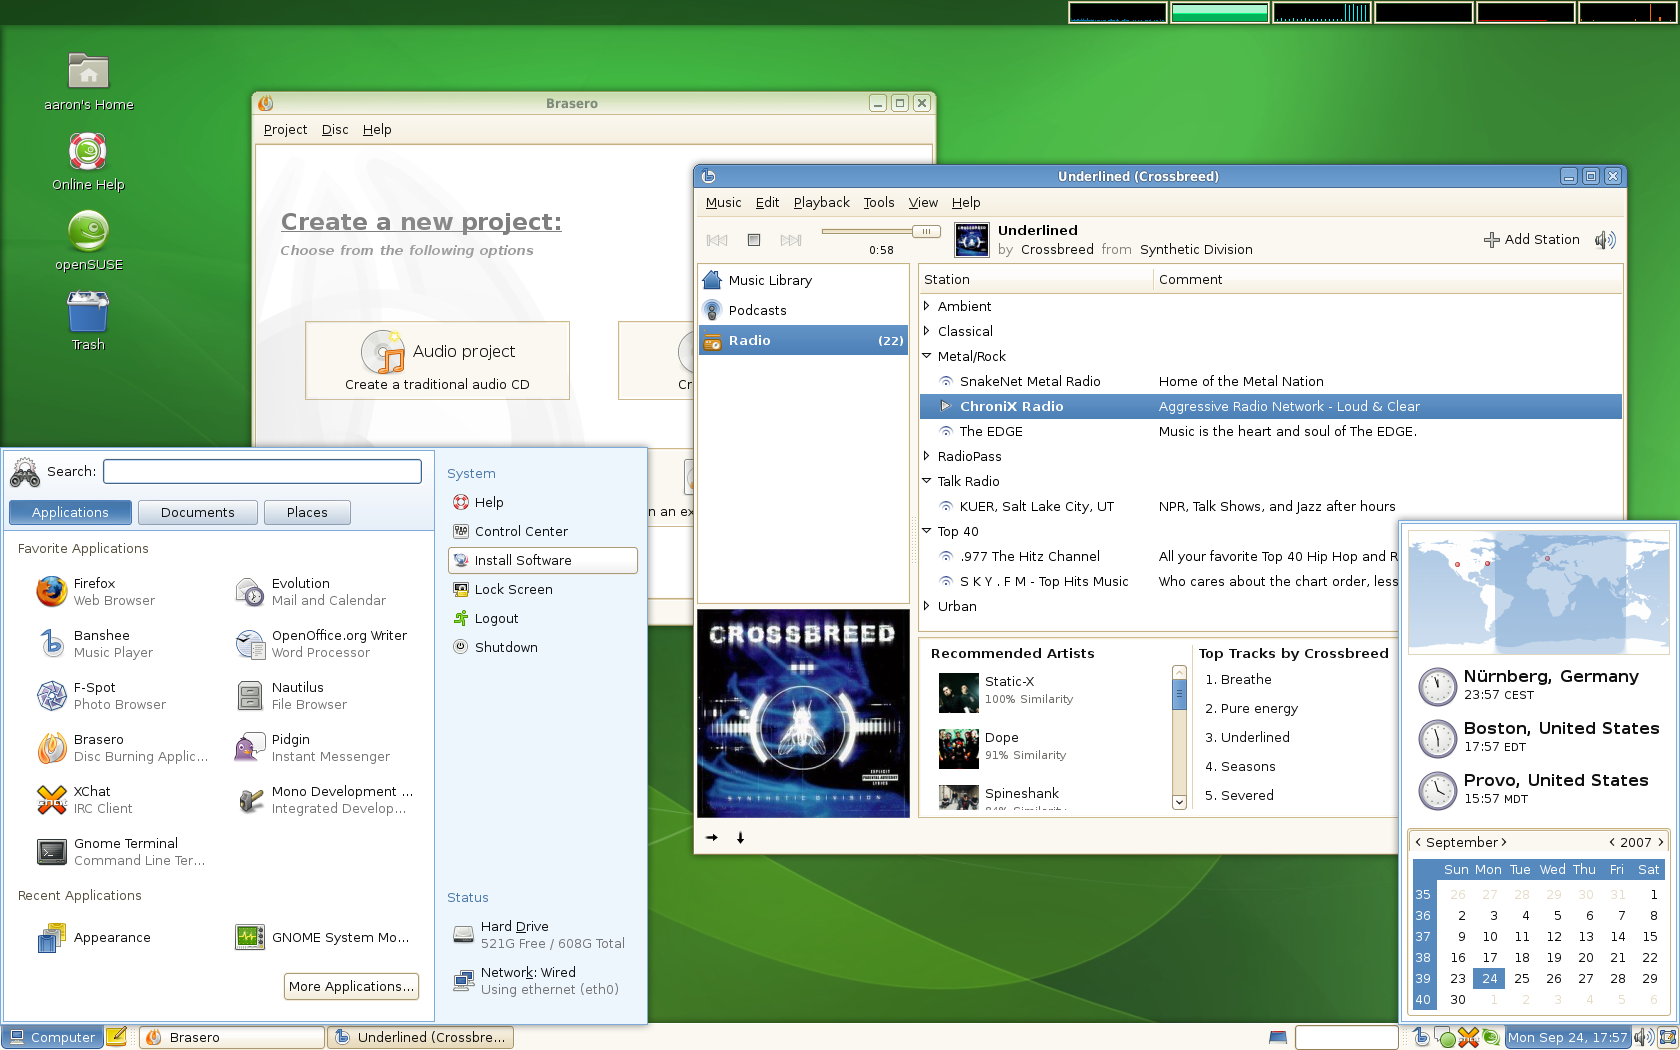 aaron's Home
Online Help
openSUSE
Trash
Brasero
Project Disc Help
Create a new project:
Choose from the following options
Audio project
Create a traditional audio CD
Cr
n an ex
Underlined (Crossbreed)
Music Edit Playback Tools View Help
0:58
Underlined
by Crossbreed from Synthetic Division
Add Station
Music Library
Podcasts
Radio (22)
Station Comment
Ambient
Classical
Metal/Rock
SnakeNet Metal Radio Home of the Metal Nation
ChroniX Radio Aggressive Radio Network - Loud & Clear
The EDGE Music is the heart and soul of The EDGE.
RadioPass
Talk Radio
KUER, Salt Lake City, UT NPR, Talk Shows, and Jazz after hours
Top 40
.977 The Hitz Channel All your favorite Top 40 Hip Hop and R
S K Y . F M - Top Hits Music Who cares about the chart order, less
Urban
CROSSBREED
SYNTHETIC DIVISION
Recommended Artists
Static-X
100% Similarity
Dope
91% Similarity
Spineshank
84% Similarity
Top Tracks by Crossbreed
1. Breathe
2. Pure energy
3. Underlined
4. Seasons
5. Severed
Search:
Applications Documents Places
Favorite Applications
Firefox
Web Browser
Evolution
Mail and Calendar
Banshee
Music Player
OpenOffice.org Writer
Word Processor
F-Spot
Photo Browser
Nautilus
File Browser
Brasero
Disc Burning Applic...
Pidgin
Instant Messenger
XChat
IRC Client
Mono Development ...
Integrated Develop...
Gnome Terminal
Command Line Ter...
Recent Applications
Appearance
GNOME System Mo...
More Applications...
System
Help
Control Center
Install Software
Lock Screen
Logout
Shutdown
Status
Hard Drive
521G Free / 608G Total
Network: Wired
Using ethernet (eth0)
Nürnberg, Germany
23:57 CEST
Boston, United States
17:57 EDT
Provo, United States
15:57 MDT
September 2007
Sun Mon Tue Wed Thu Fri Sat
35 26 27 28 29 30 31 1
36 2 3 4 5 6 7 8
37 9 10 11 12 13 14 15
38 16 17 18 19 20 21 22
39 23 24 25 26 27 28 29
40 30 1 2 3 4 5 6
Computer
Brasero
Underlined (Crossbre...
Mon Sep 24, 17:57